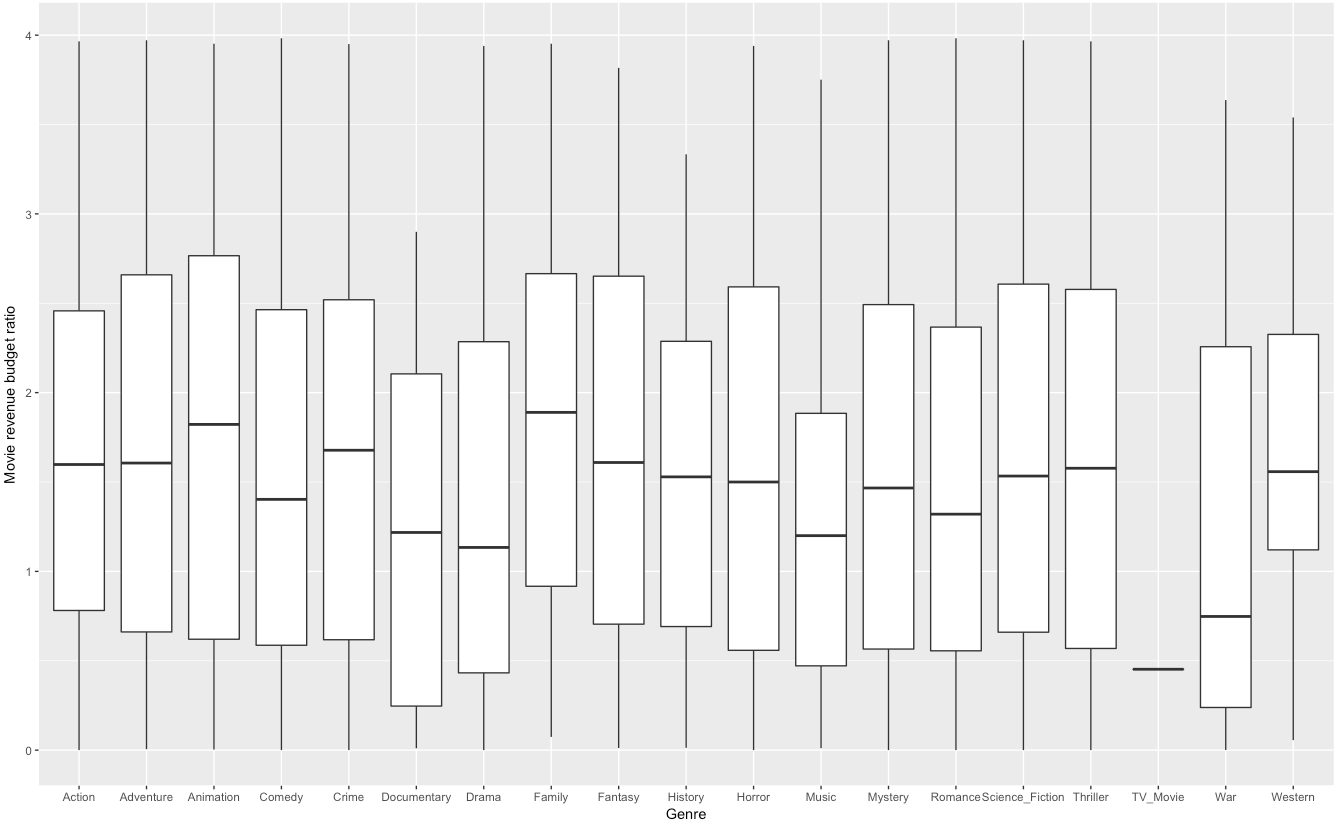 Movie revenue budget ratio
4
3
2
1
0
Action Adventure Animation Comedy Crime Documentary Drama Family Fantasy History Horror Music Mystery Romance Science_Fiction Thriller TV_Movie War Western
Genre